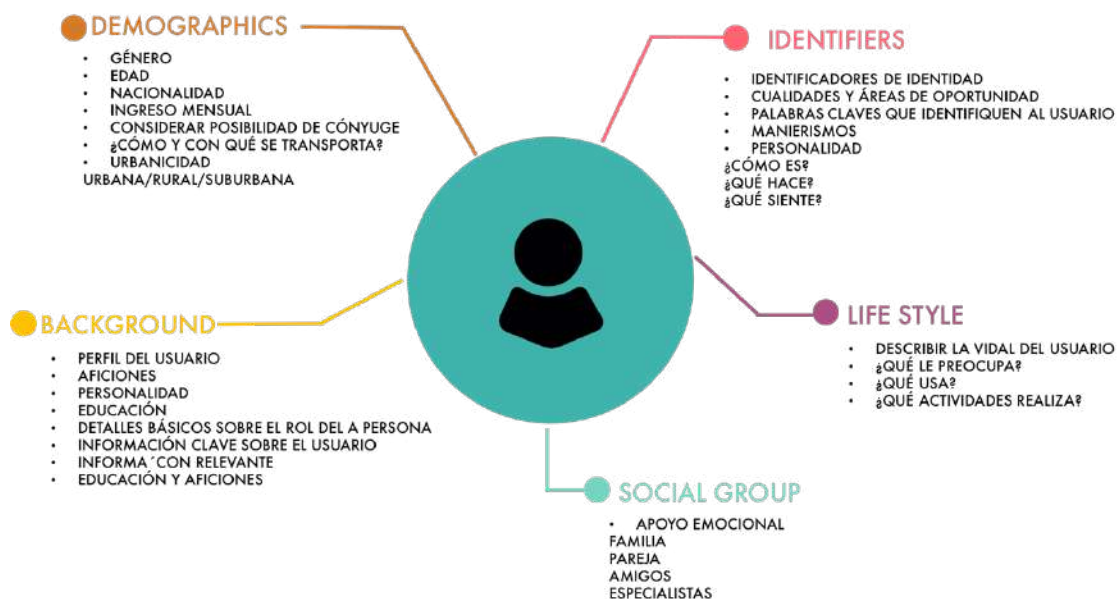 DEMOGRAPHICS
• GÉNERO
• EDAD
• NACIONALIDAD
• INGRESO MENSUAL
• CONSIDERAR POSIBILIDAD DE CÓNYUGE
• ¿CÓMO Y CON QUÉ SE TRANSPORTA?
• URBANICIDAD
URBANA/RURAL/SUBURBANA
IDENTIFIERS
• IDENTIFICADORES DE IDENTIDAD
• CUALIDADES Y ÁREAS DE OPORTUNIDAD
• PALABRAS CLAVES QUE IDENTIFIQUEN AL USUARIO
• MANIERISMOS
• PERSONALIDAD
¿CÓMO ES?
¿QUÉ HACE?
¿QUÉ SIENTE?
BACKGROUND
• PERFIL DEL USUARIO
• AFICIONES
• PERSONALIDAD
• EDUCACIÓN
• DETALLES BÁSICOS SOBRE EL ROL DEL A PERSONA
• INFORMACIÓN CLAVE SOBRE EL USUARIO
• INFORMA´CON RELEVANTE
• EDUCACIÓN Y AFICIONES
LIFE STYLE
• DESCRIBIR LA VIDAL DEL USUARIO
• ¿QUÉ LE PREOCUPA?
• ¿QUÉ USA?
• ¿QUÉ ACTIVIDADES REALIZA?
SOCIAL GROUP
• APOYO EMOCIONAL
FAMILIA
PAREJA
AMIGOS
ESPECIALISTAS